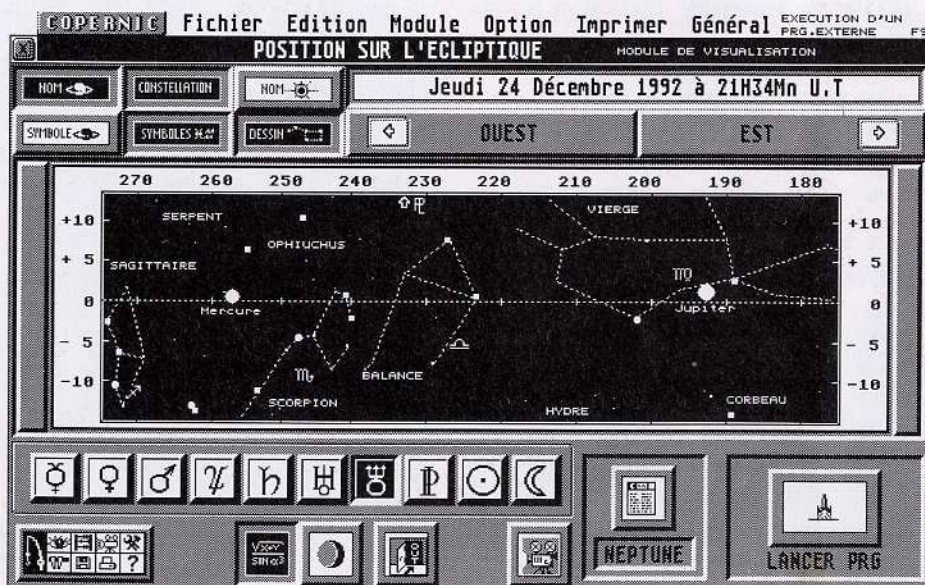 COPERNIC Fichier Edition Module Option Imprimer Général EXECUTION D'UN PRG.EXTERNE F9
POSITION SUR L'ECLIPTIQUE MODULE DE VISUALISATION
NOM CONSTELLATION NOM Jeudi 24 Décembre 1992 à 21H34Mn U.T
SYMBOLE SYMBOLES DESSIN OUEST EST
270 260 250 240 230 220 210 200 190 180
+10 SERPENT VIERGE +10
OPHIUCHUS
+ 5 SAGITTAIRE + 5
0 0
Mercure Jupiter
- 5 - 5
BALANCE
-10 -10
SCORPION HYDRE CORBEAU
NEPTUNE LANCER PRG